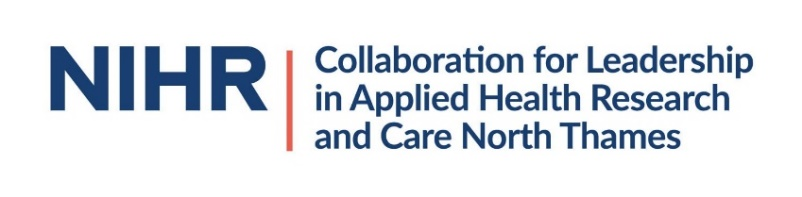 NIHR
Collaboration for Leadership
in Applied Health Research
and Care North Thames